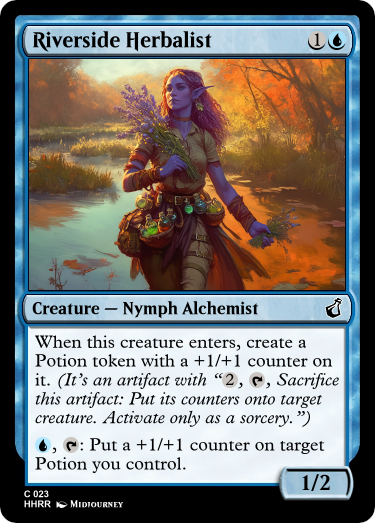 Riverside Herbalist 1
Creature — Nymph Alchemist
When this creature enters, create a
Potion token with a +1/+1 counter on
it. (It's an artifact with “2, , Sacrifice
this artifact: Put its counters onto target
creature. Activate only as a sorcery.”)
, : Put a +1/+1 counter on target
Potion you control.
1/2
C 023
HHRR Midjourney